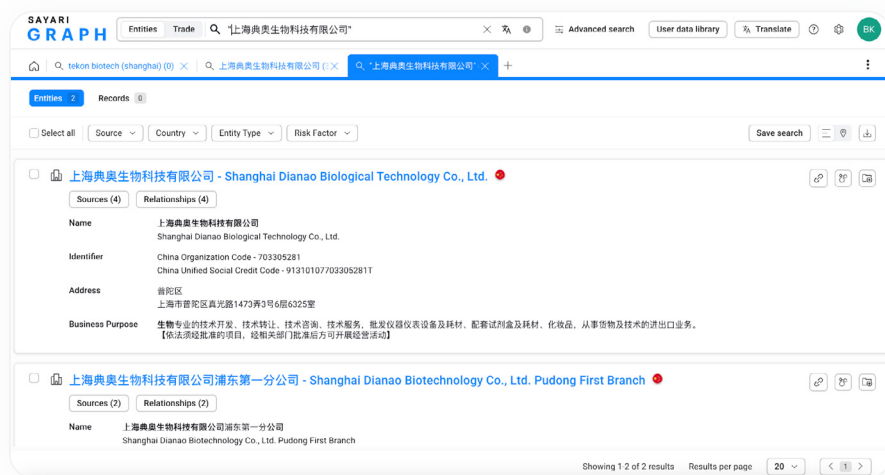 SAYARI
GRAPH
Entities Trade "上海典奥生物科技有限公司"
Advanced search
User data library
Translate
BK
tekon biotech (shanghai) (0)
上海典奥生物科技有限公司 (
"上海典奥生物科技有限公司"
Entities 2 Records 0
Select all Source Country Entity Type Risk Factor Save search
上海典奥生物科技有限公司 - Shanghai Dianao Biological Technology Co., Ltd.
Sources (4) Relationships (4)
Name 上海典奥生物科技有限公司
Shanghai Dianao Biological Technology Co., Ltd.
Identifier China Organization Code - 703305281
China Unified Social Credit Code - 91310107703305281T
Address 普陀区
上海市普陀区真光路1473弄3号6层6325室
Business Purpose 生物专业的技术开发、技术转让、技术咨询、技术服务,批发仪器仪表设备及耗材、配套试剂盒及耗材、化妆品,从事货物及技术的进出口业务。
【依法须经批准的项目,经相关部门批准后方可开展经营活动】
上海典奥生物科技有限公司浦东第一分公司 - Shanghai Dianao Biotechnology Co., Ltd. Pudong First Branch
Sources (2) Relationships (2)
Name 上海典奥生物科技有限公司浦东第一分公司
Shanghai Dianao Biotechnology Co., Ltd. Pudong First Branch
Showing 1-2 of 2 results Results per page 20 1